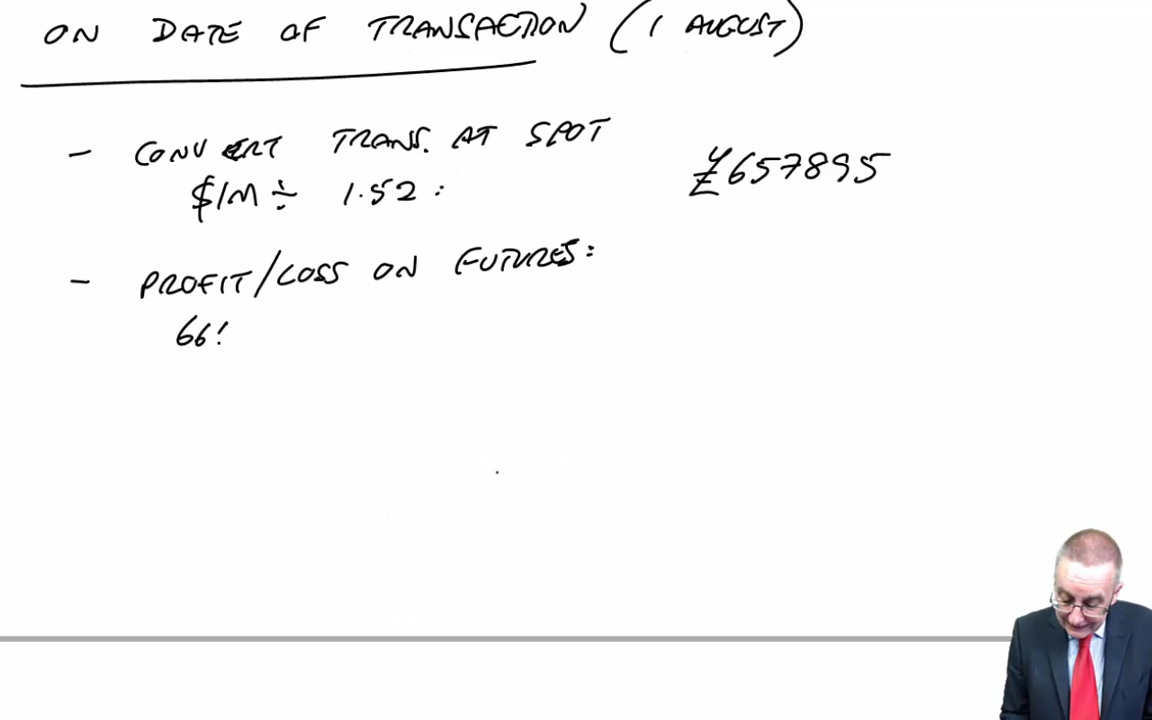 ON DATE OF TRANSACTION (1 AUGUST)
- CONVERT TRANS. AT SPOT
$1M ÷ 1.52 : £657895
- PROFIT/LOSS ON FUTURES:
66!